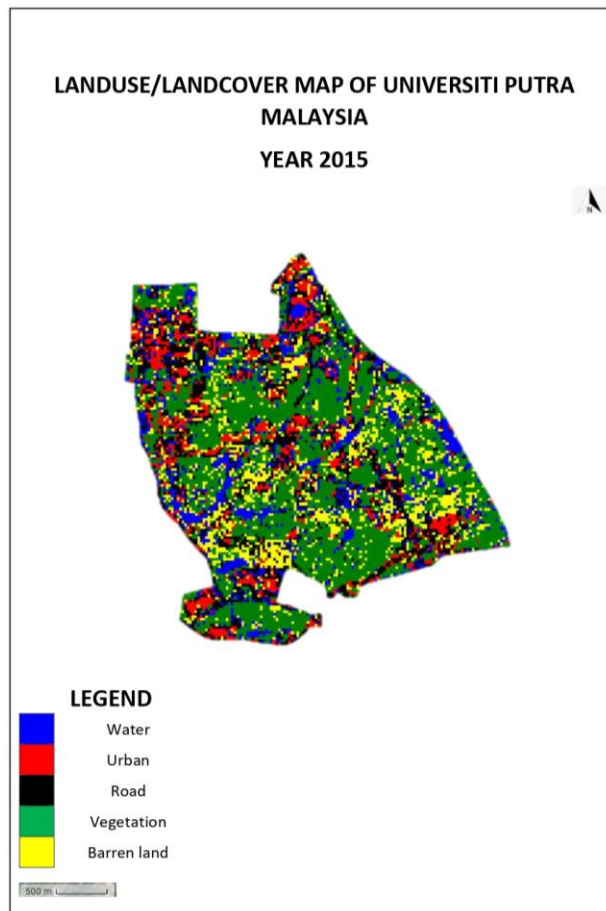 LANDUSE/LANDCOVER MAP OF UNIVERSITI PUTRA
MALAYSIA
YEAR 2015
N
LEGEND
Water
Urban
Road
Vegetation
Barren land
500 m